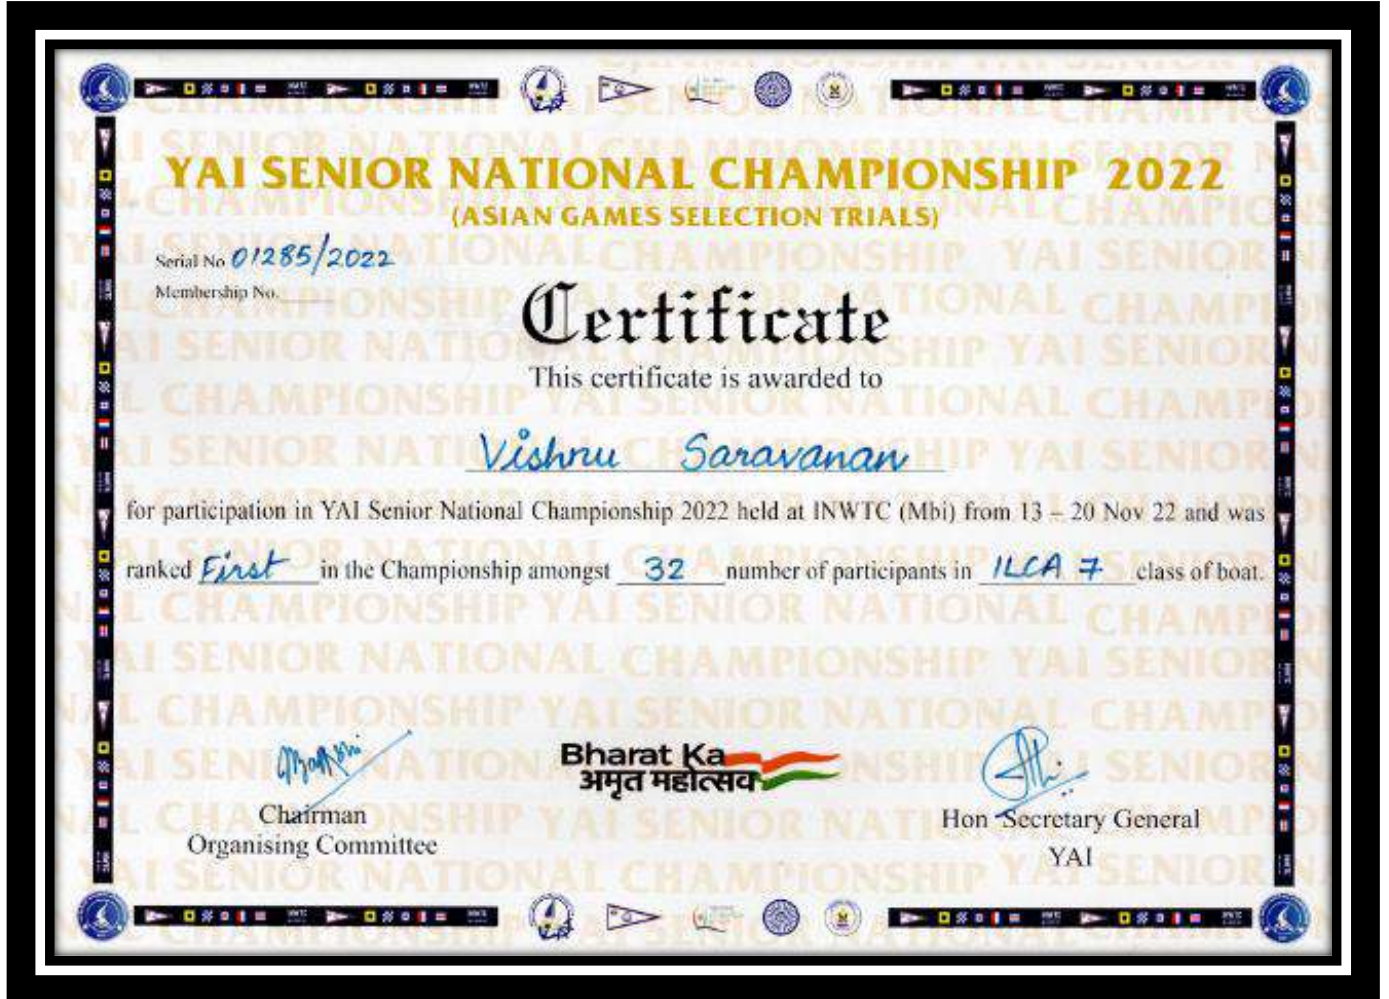 YAI SENIOR NATIONAL CHAMPIONSHIP 2022
(ASIAN GAMES SELECTION TRIALS)
Serial No 01285/2022
Membership No.
Certificate
This certificate is awarded to
Vishnu Saravanan
for participation in YAI Senior National Championship 2022 held at INWTC (Mbi) from 13 – 20 Nov 22 and was
ranked First in the Championship amongst 32 number of participants in ILCA 7 class of boat.
Bharat Ka
अमृत महोत्सव
Chairman
Organising Committee
Hon Secretary General
YAI